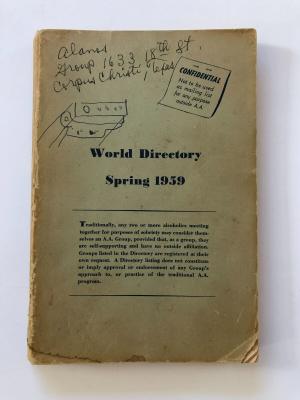 Alanos
Group 1633 18th St.
Corpus Christi, Texas
CONFIDENTIAL
Not to be used
as mailing list
for any purpose
outside A.A.
World Directory
Spring 1959
Traditionally, any two or more alcoholics meeting
together for purposes of sobriety may consider them-
selves an A.A. Group, provided that, as a group, they
are self-supporting and have no outside affiliation.
Groups listed in the Directory are registered at their
own request. A Directory listing does not constitute
or imply approval or endorsement of any Group's
approach to, or practice of the traditional A.A.
program.